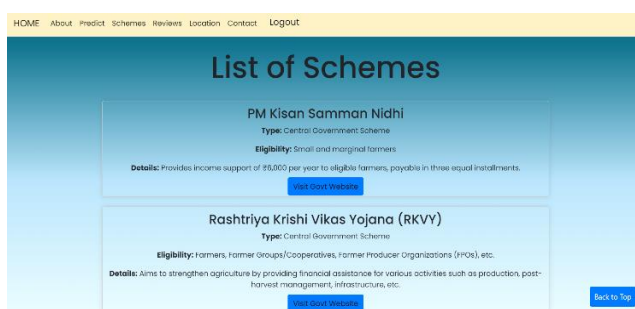 HOME About Predict Schemes Reviews Location Contact Logout
List of Schemes
PM Kisan Samman Nidhi
Type: Central Government Scheme
Eligibility: Small and marginal farmers
Details: Provides income support of ₹6,000 per year to eligible farmers, payable in three equal installments.
Visit Govt Website
Rashtriya Krishi Vikas Yojana (RKVY)
Type: Central Government Scheme
Eligibility: Farmers, Farmer Groups/Cooperatives, Farmer Producer Organizations (FPOs), etc.
Details: Aims to strengthen agriculture by providing financial assistance for various activities such as production, post-
harvest management, infrastructure, etc.
Visit Govt Website
Back to Top